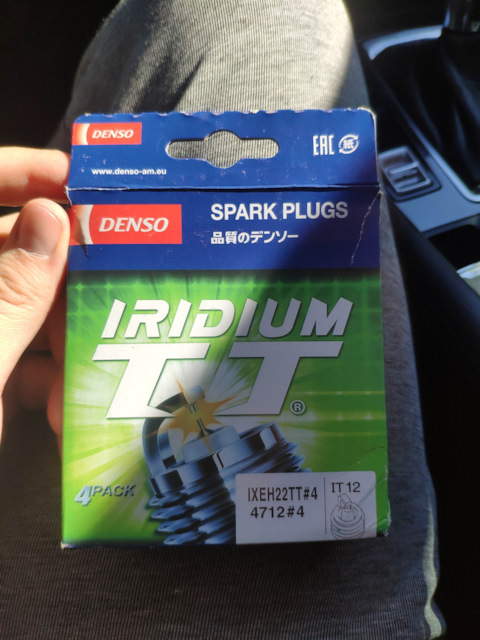 DENSO
EAC
www.denso-am.eu
DENSO
SPARK PLUGS
品質のデンソー
IRIDIUM
TT®
4PACK
IXEH22TT#4
IT 12
4712#4